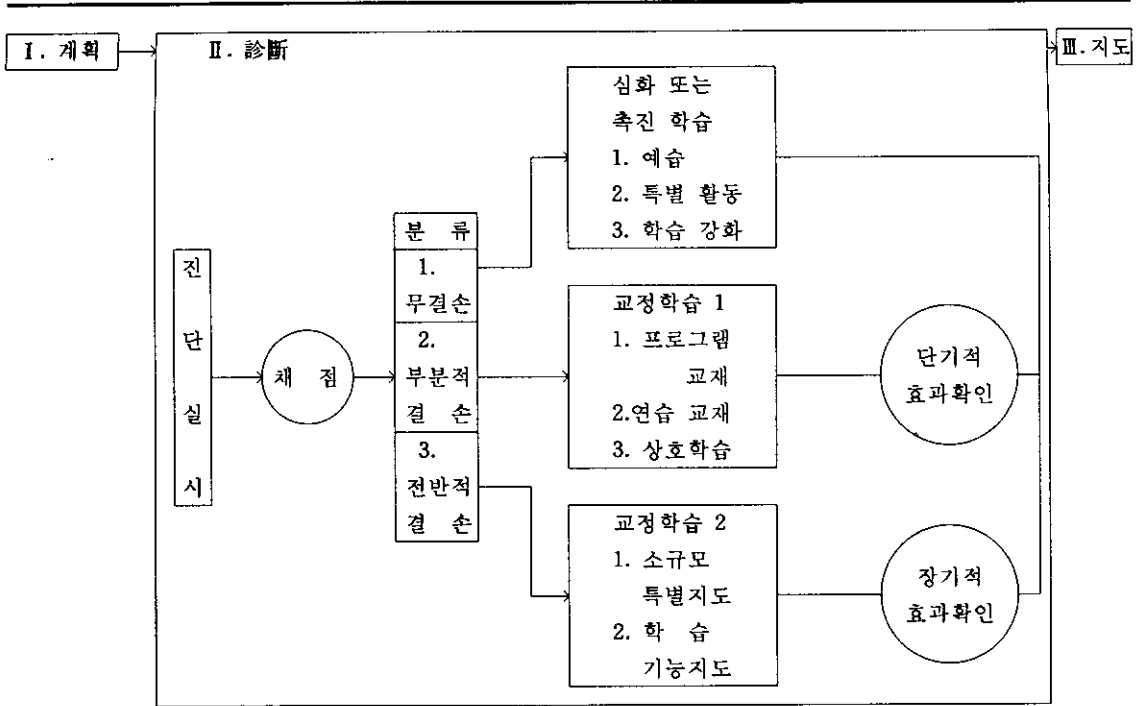 Ⅰ. 계획
Ⅱ. 診斷
Ⅲ. 지도
진
단
실
시
채 점
분 류
1.
무결손
2.
부분적
결 손
3.
전반적
결 손
심화 또는
촉진 학습
1. 예습
2. 특별 활동
3. 학습 강화
교정학습 1
1. 프로그램
교재
2.연습 교재
3. 상호학습
단기적
효과확인
교정학습 2
1. 소규모
특별지도
2. 학 습
기능지도
장기적
효과확인